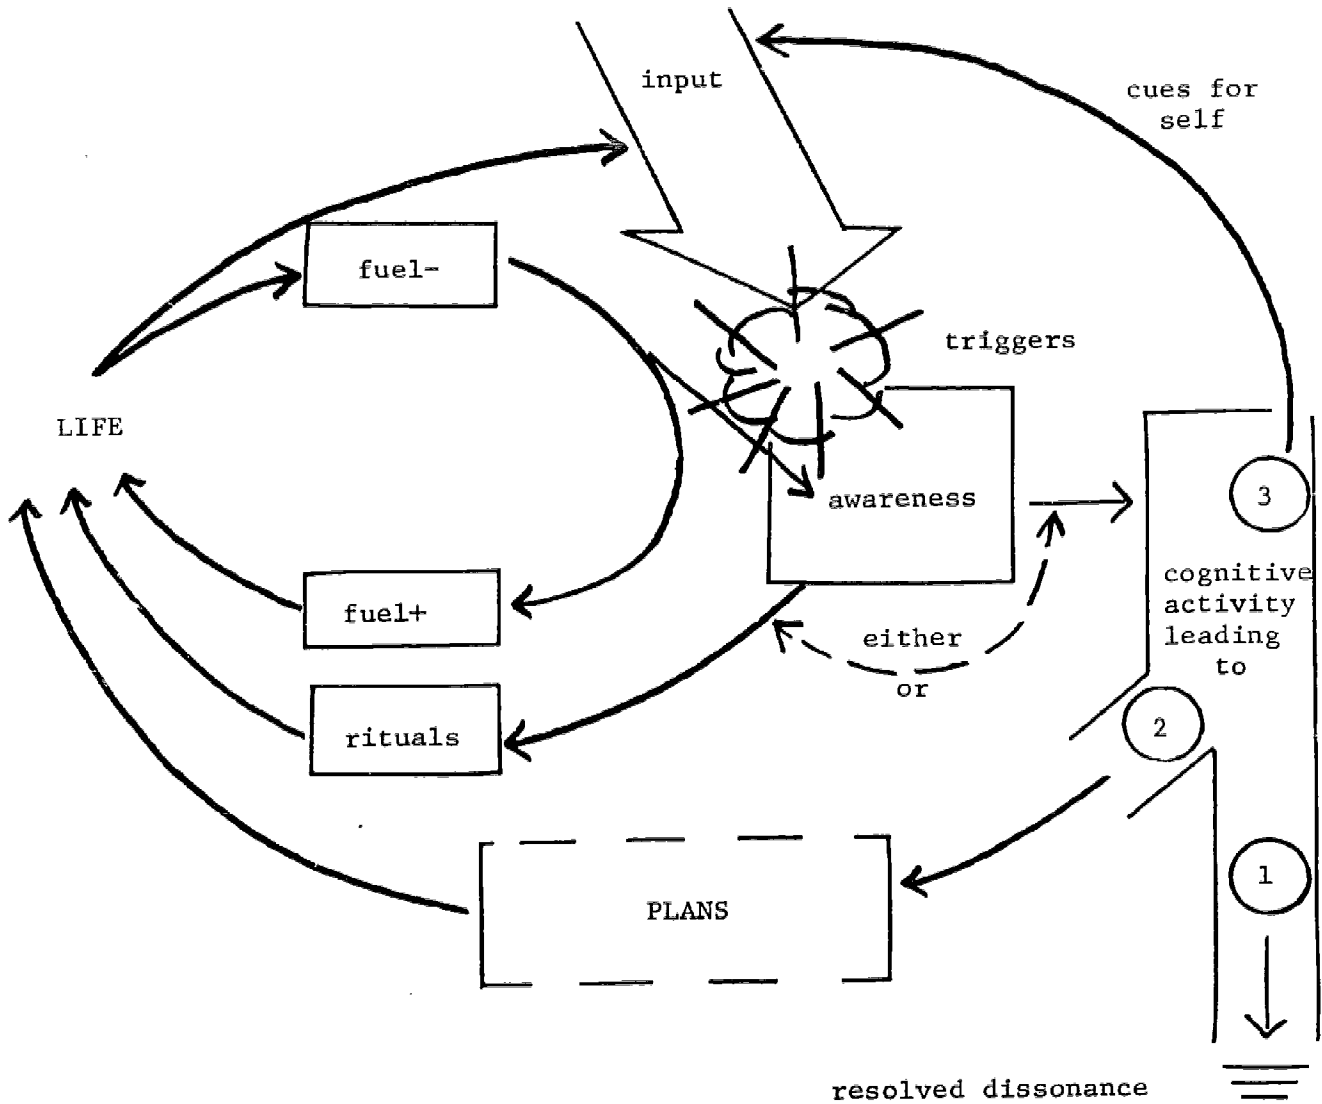 input
cues for
self
fuel-
triggers
LIFE
awareness
3
cognitive
activity
leading
to
fuel+
either
or
rituals
2
1
PLANS
resolved dissonance